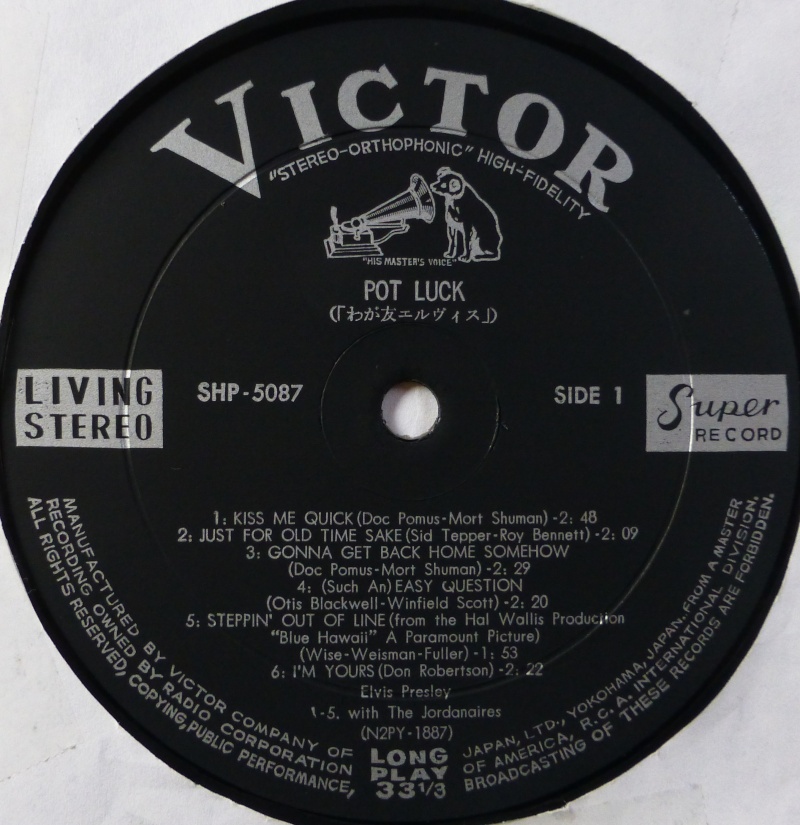 VICTOR
"STEREO-ORTHOPHONIC" HIGH-FIDELITY
"HIS MASTER'S VOICE"
POT LUCK
(「わが友エルヴィス」)
LIVING
STEREO
SHP-5087
SIDE 1
Super
RECORD
1: KISS ME QUICK (Doc Pomus-Mort Shuman) -2: 48
2: JUST FOR OLD TIME SAKE (Sid Tepper-Roy Bennett) -2: 09
3: GONNA GET BACK HOME SOMEHOW
(Doc Pomus-Mort Shuman) -2: 29
4: (Such An) EASY QUESTION
(Otis Blackwell-Winfield Scott) -2: 20
5: STEPPIN' OUT OF LINE (from the Hal Wallis Production
"Blue Hawaii" A Paramount Picture)
(Wise-Weisman-Fuller) -1: 53
6: I'M YOURS (Don Robertson) -2: 22
Elvis Presley
1-5. with The Jordanaires
(N2PY-1887)
LONG
PLAY
33 1/3
MANUFACTURED BY VICTOR COMPANY OF JAPAN, LTD., YOKOHAMA, JAPAN. FROM A MASTER
RECORDING OWNED BY RADIO CORPORATION OF AMERICA, R.C.A. INTERNATIONAL DIVISION.
ALL RIGHTS RESERVED, COPYING, PUBLIC PERFORMANCE, BROADCASTING OF THESE RECORDS ARE FORBIDDEN.